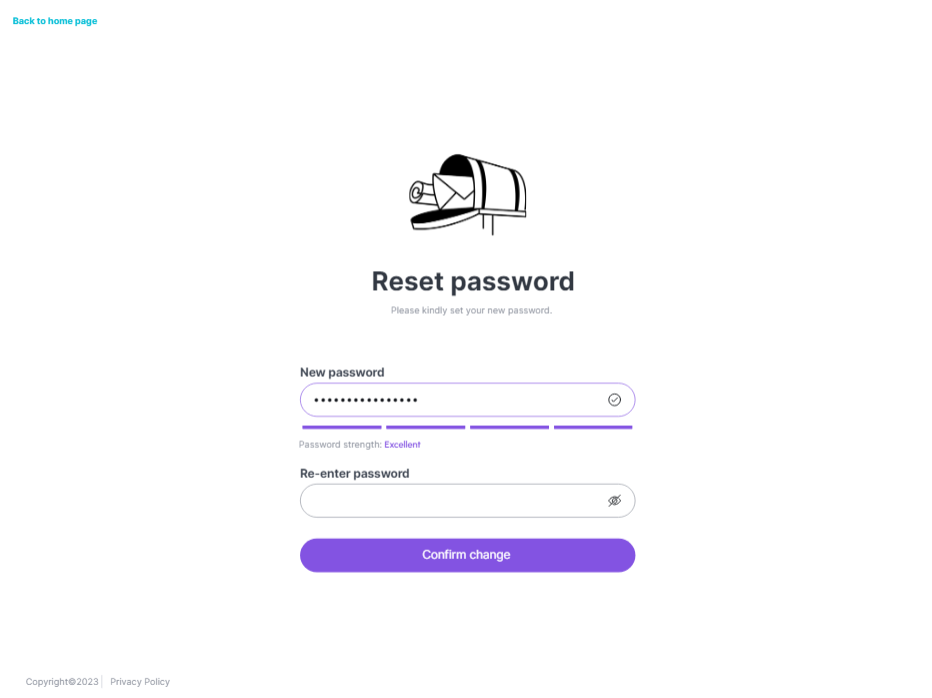 Back to home page
Reset password
Please kindly set your new password.
New password
••••••••••••••••
Password strength: Excellent
Re-enter password
Confirm change
Copyright©2023 | Privacy Policy